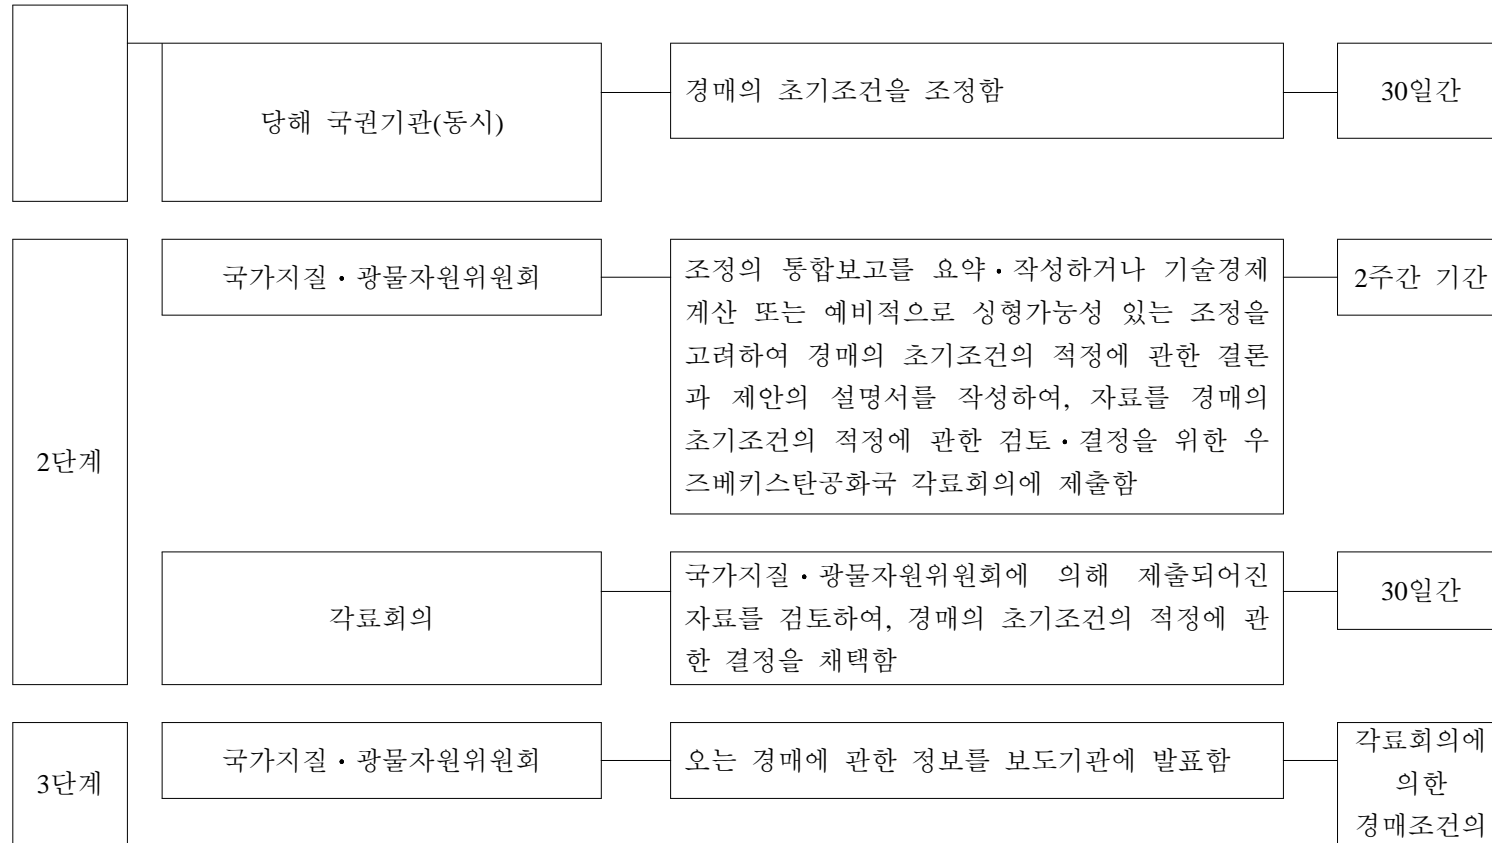 당해 국권기관(동시)
경매의 초기조건을 조정함
30일간
2단계
국가지질・광물자원위원회
조정의 통합보고를 요약・작성하거나 기술경제
계산 또는 예비적으로 싱형가능성 있는 조정을
고려하여 경매의 초기조건의 적정에 관한 결론
과 제안의 설명서를 작성하여, 자료를 경매의
초기조건의 적정에 관한 검토・결정을 위한 우
즈베키스탄공화국 각료회의에 제출함
2주간 기간
각료회의
국가지질・광물자원위원회에 의해 제출되어진
자료를 검토하여, 경매의 초기조건의 적정에 관
한 결정을 채택함
30일간
3단계
국가지질・광물자원위원회
오는 경매에 관한 정보를 보도기관에 발표함
각료회의에
의한
경매조건의